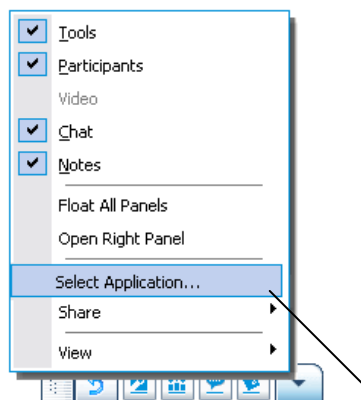 Tools
Participants
Video
Chat
Notes
Float All Panels
Open Right Panel
Select Application...
Share
View